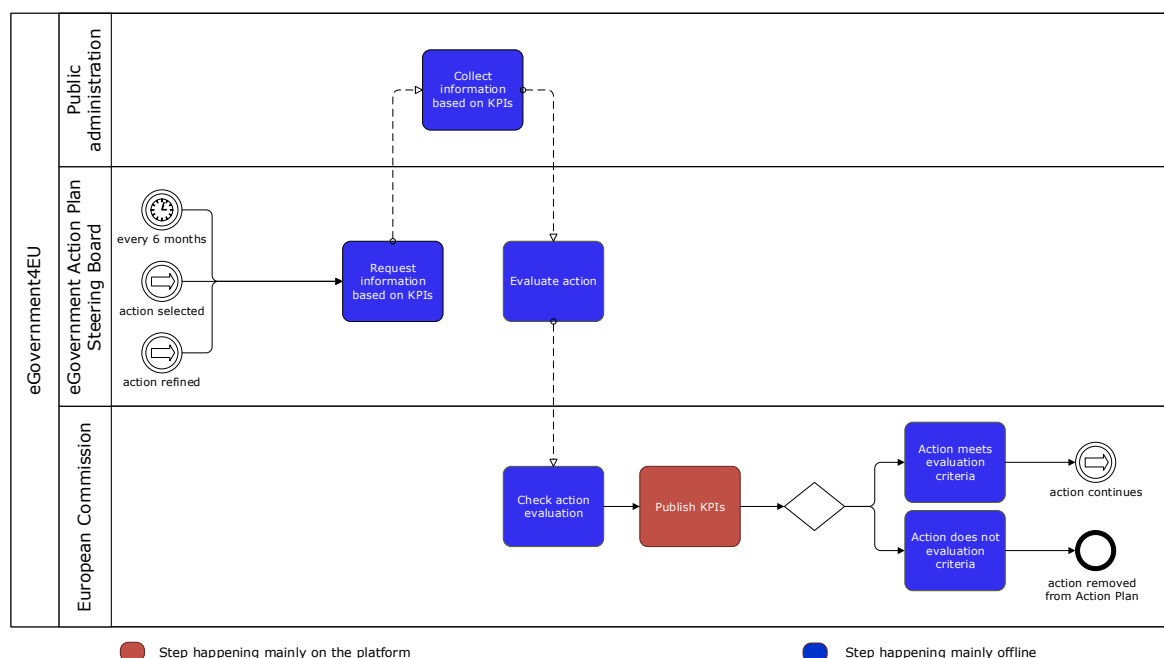 eGovernment4EU
Public
administration
Collect
information
based on KPIs
eGovernment Action Plan
Steering Board
every 6 months
action selected
action refined
Request
information
based on KPIs
Evaluate action
European Commission
Check action
evaluation
Publish KPIs
Action meets
evaluation
criteria
action continues
Action does not
evaluation
criteria
action removed
from Action Plan
Step happening mainly on the platform
Step happening mainly offline